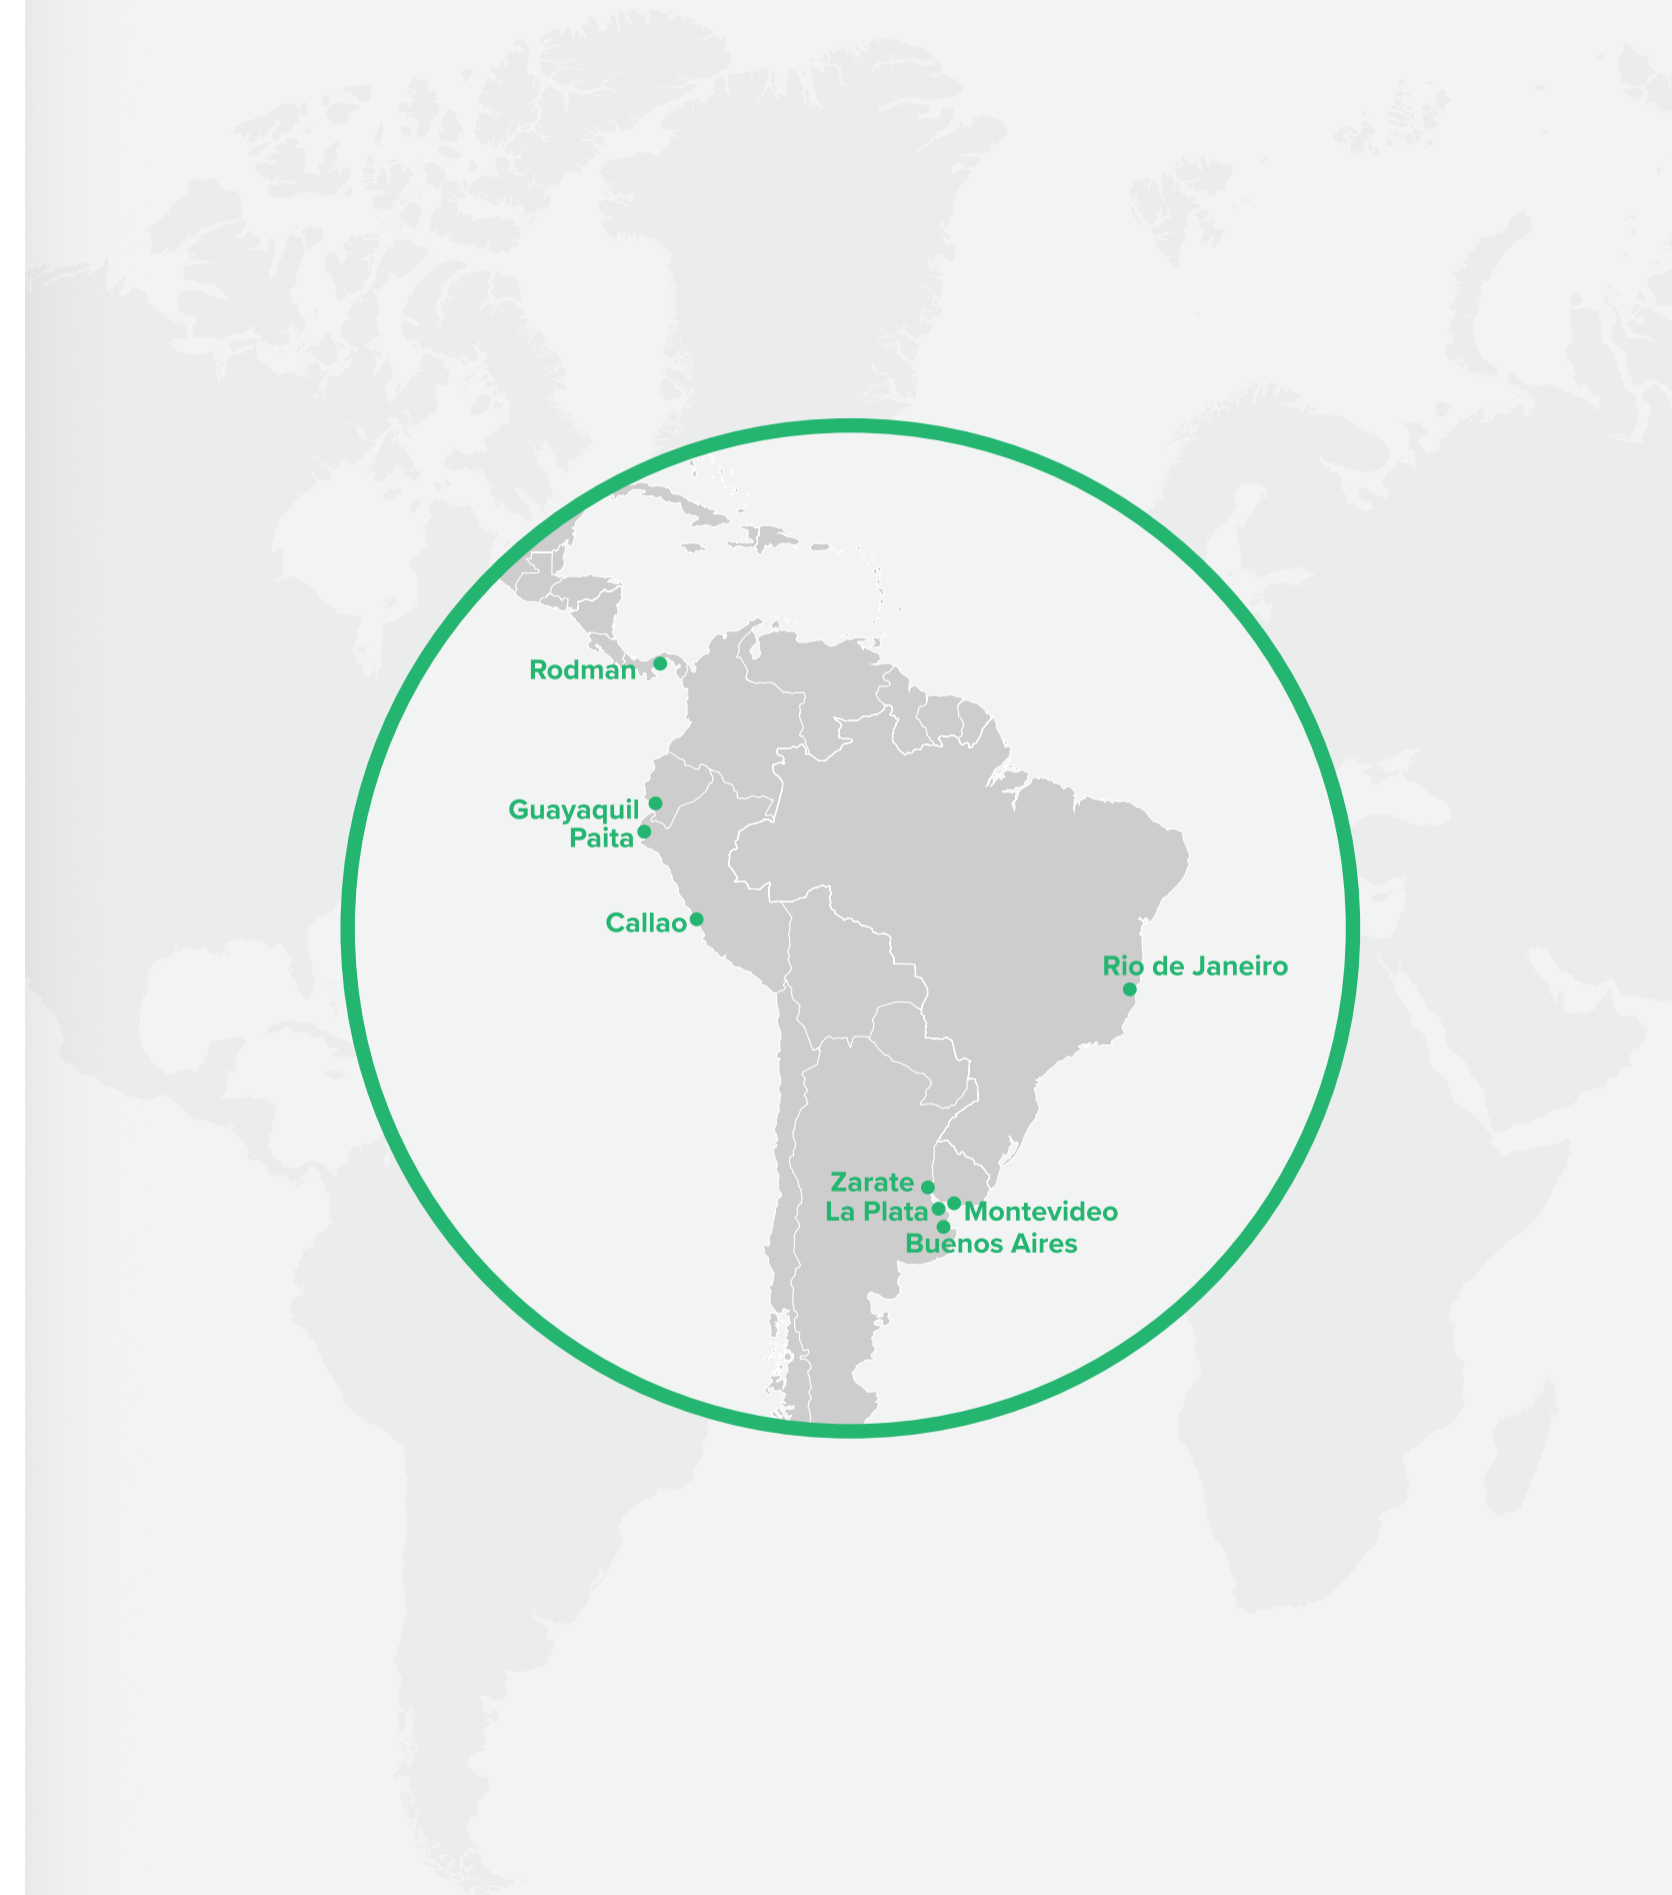 Rodman
Guayaquil
Paita
Callao
Rio de Janeiro
Zarate
La Plata
Montevideo
Buenos Aires